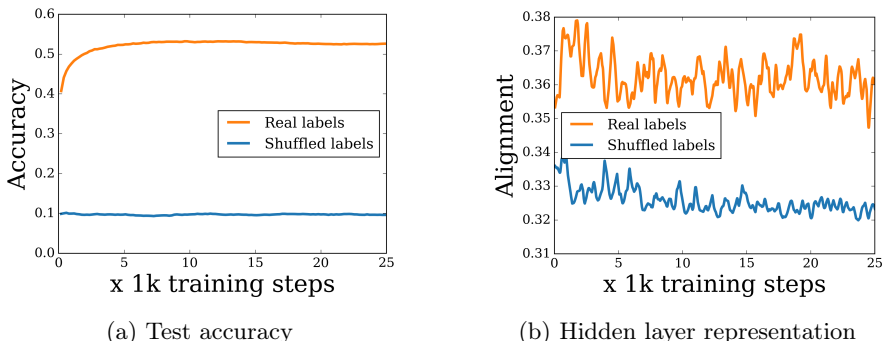 0.6
0.5
0.4
0.3
0.2
0.1
0.0
Accuracy
Real labels
Shuffled labels
0 5 10 15 20 25
x 1k training steps
(a) Test accuracy
0.38
0.37
0.36
0.35
0.34
0.33
0.32
0.31
Alignment
Real labels
Shuffled labels
0 5 10 15 20 25
x 1k training steps
(b) Hidden layer representation